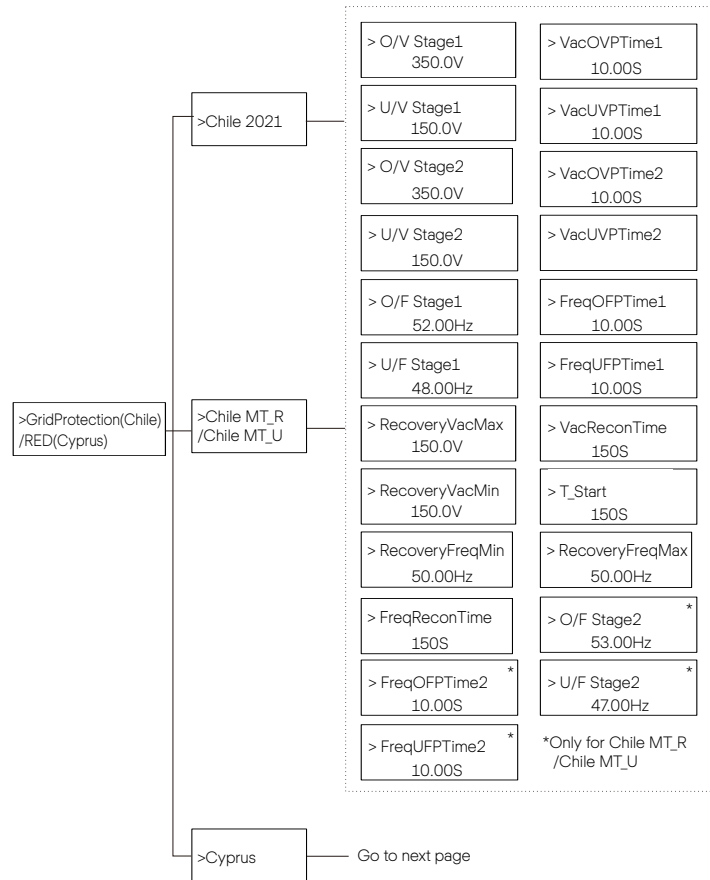 >GridProtection(Chile)
/RED(Cyprus)
>Chile 2021
>Chile MT_R
/Chile MT_U
>Cyprus
Go to next page
> O/V Stage1
350.0V
> VacOVPTime1
10.00S
> U/V Stage1
150.0V
> VacUVPTime1
10.00S
> O/V Stage2
350.0V
> VacOVPTime2
10.00S
> U/V Stage2
150.0V
> VacUVPTime2
> O/F Stage1
52.00Hz
> FreqOFPTime1
10.00S
> U/F Stage1
48.00Hz
> FreqUFPTime1
10.00S
> RecoveryVacMax
150.0V
> VacReconTime
150S
> RecoveryVacMin
150.0V
> T_Start
150S
> RecoveryFreqMin
50.00Hz
> RecoveryFreqMax
50.00Hz
> FreqReconTime
150S
> O/F Stage2 *
53.00Hz
> FreqOFPTime2 *
10.00S
> U/F Stage2 *
47.00Hz
> FreqUFPTime2 *
10.00S
*Only for Chile MT_R
/Chile MT_U